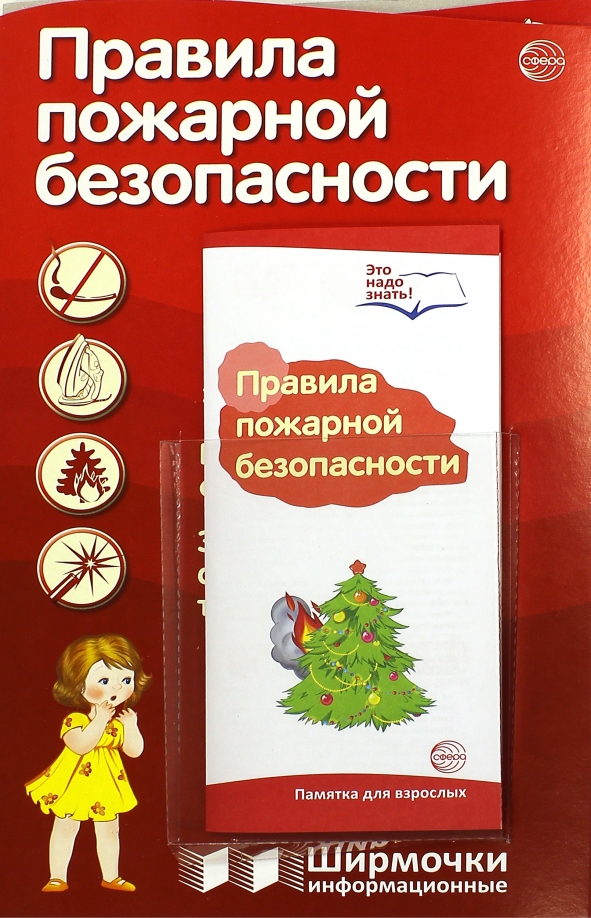 Правила
пожарной
безопасности
сфера
Это
надо
знать!
Правила
пожарной
безопасности
сфера
Памятка для взрослых
Ширмочки
информационные